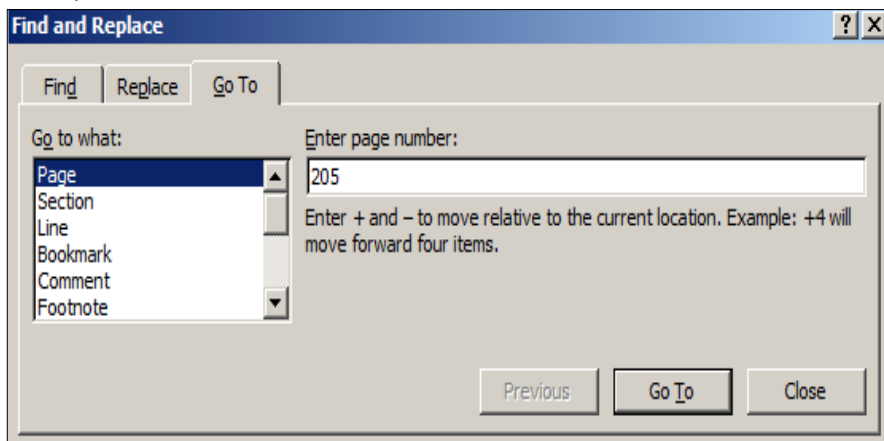 Find and Replace
? X
Find Replace Go To
Go to what:
Page
Section
Line
Bookmark
Comment
Footnote
Enter page number:
205
Enter + and – to move relative to the current location. Example: +4 will
move forward four items.
Previous Go To Close